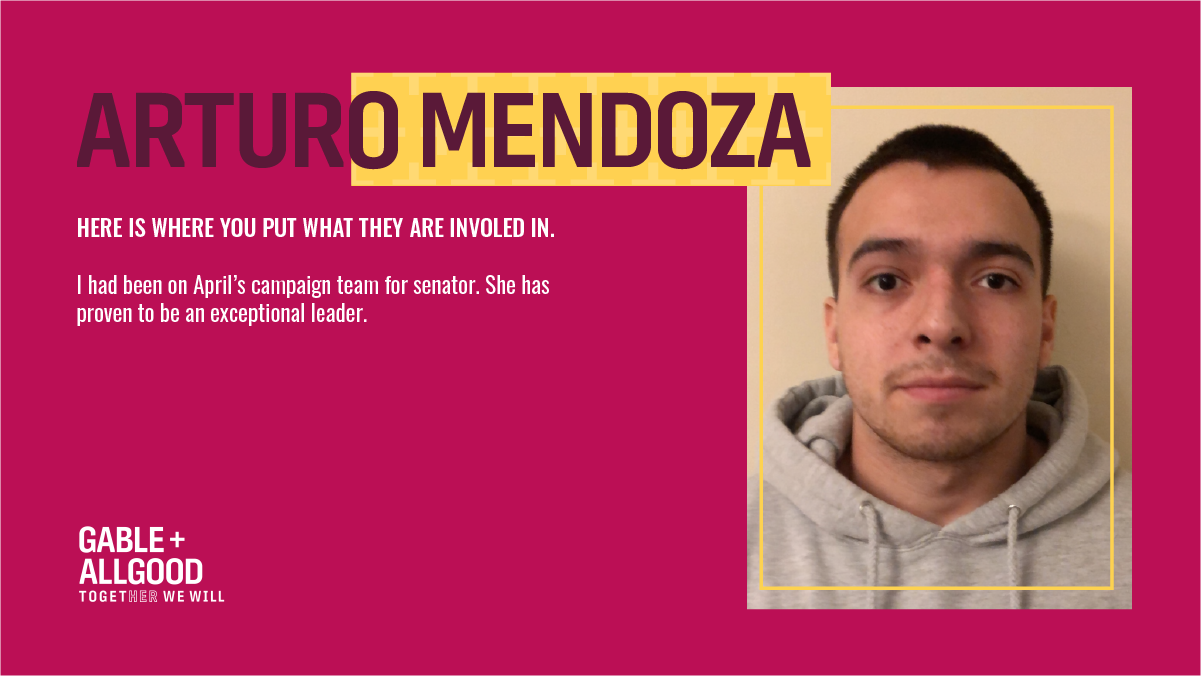 ARTURO MENDOZA
HERE IS WHERE YOU PUT WHAT THEY ARE INVOLED IN.
I had been on April’s campaign team for senator. She has
proven to be an exceptional leader.
GABLE +
ALLGOOD
TOGETHER WE WILL